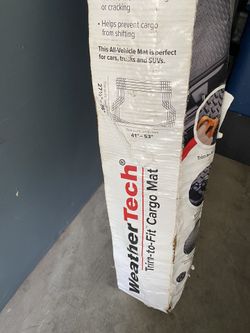 or cracking
• Helps prevent cargo
from shifting
This All-Vehicle Mat is perfect
for cars, trucks and SUVs.
41" - 53"
WeatherTech®
Trim-to-Fit Cargo Mat